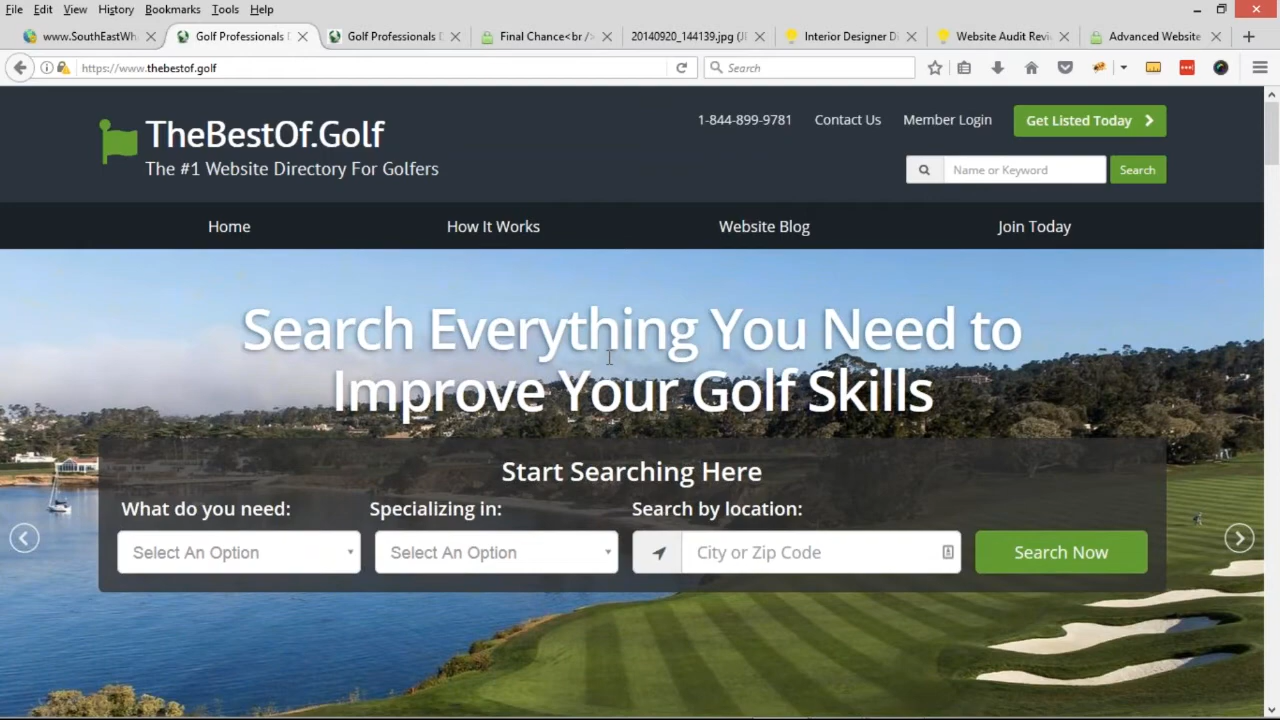 File Edit View History Bookmarks Tools Help
www.SouthEastWh
Golf Professionals D
Golf Professionals D
Final Chance<br />
20140920_144139.jpg (JP
Interior Designer Di
Website Audit Revi
Advanced Website
https://www.thebestof.golf
Search
TheBestOf.Golf
The #1 Website Directory For Golfers
1-844-899-9781 Contact Us Member Login Get Listed Today
Name or Keyword Search
Home How It Works Website Blog Join Today
Search Everything You Need to
Improve Your Golf Skills
Start Searching Here
What do you need: Specializing in: Search by location:
Select An Option Select An Option City or Zip Code Search Now